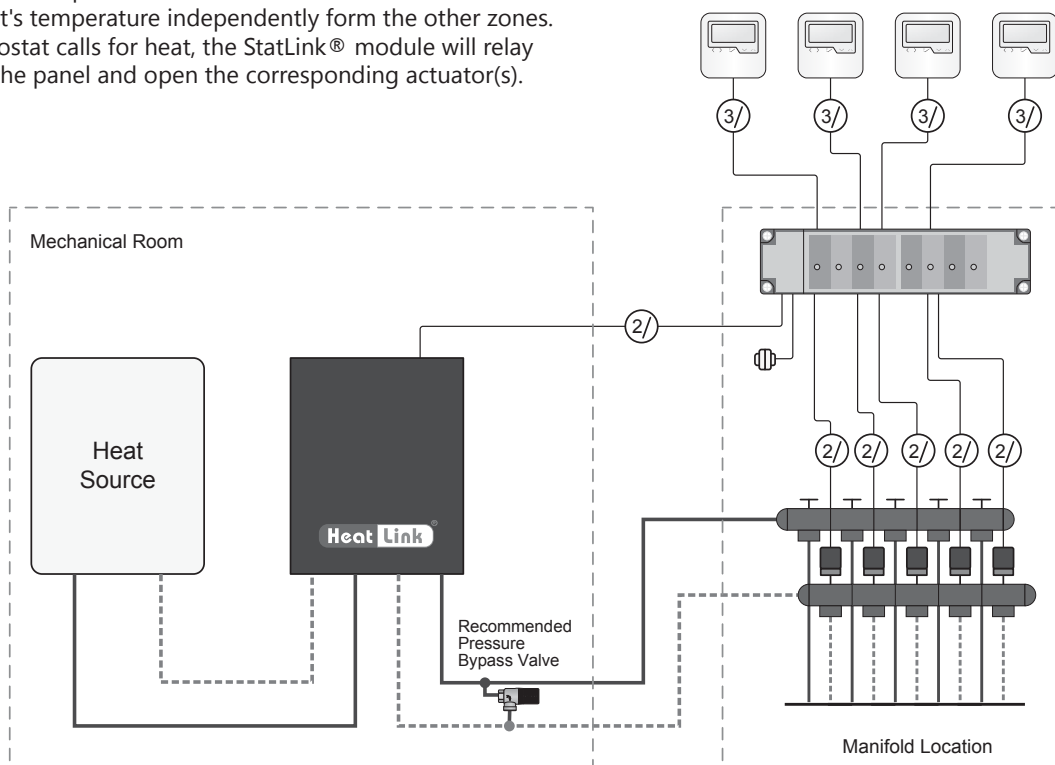 t's temperature independently form the other zones.
ostat calls for heat, the StatLink® module will relay
he panel and open the corresponding actuator(s).
3/ 3/ 3/ 3/
Mechanical Room
2/
Heat
Source
2/ 2/ 2/ 2/ 2/
Heat Link®
Recommended
Pressure
Bypass Valve
Manifold Location